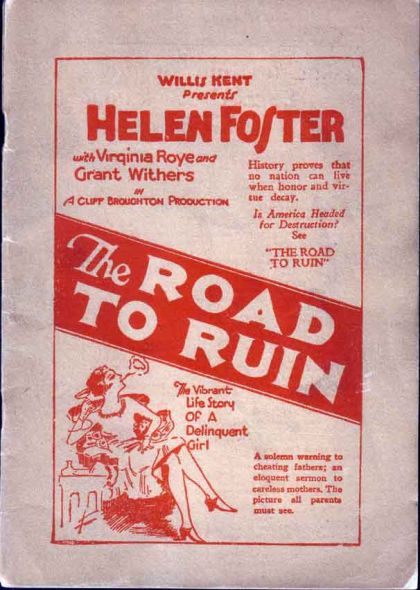 WILLIS KENT
Presents
HELEN FOSTER
with Virginia Roye and
Grant Withers
in
A CLIFF BROUGHTON PRODUCTION
History proves that
no nation can live
when honor and vir-
tue decay.
Is America Headed
for Destruction?
See
"THE ROAD
TO RUIN"
The ROAD
TO RUIN
The Vibrant
Life Story
OF A
Delinquent
Girl
A solemn warning to
cheating fathers; an
eloquent sermon to
careless mothers. The
picture all parents
must see.